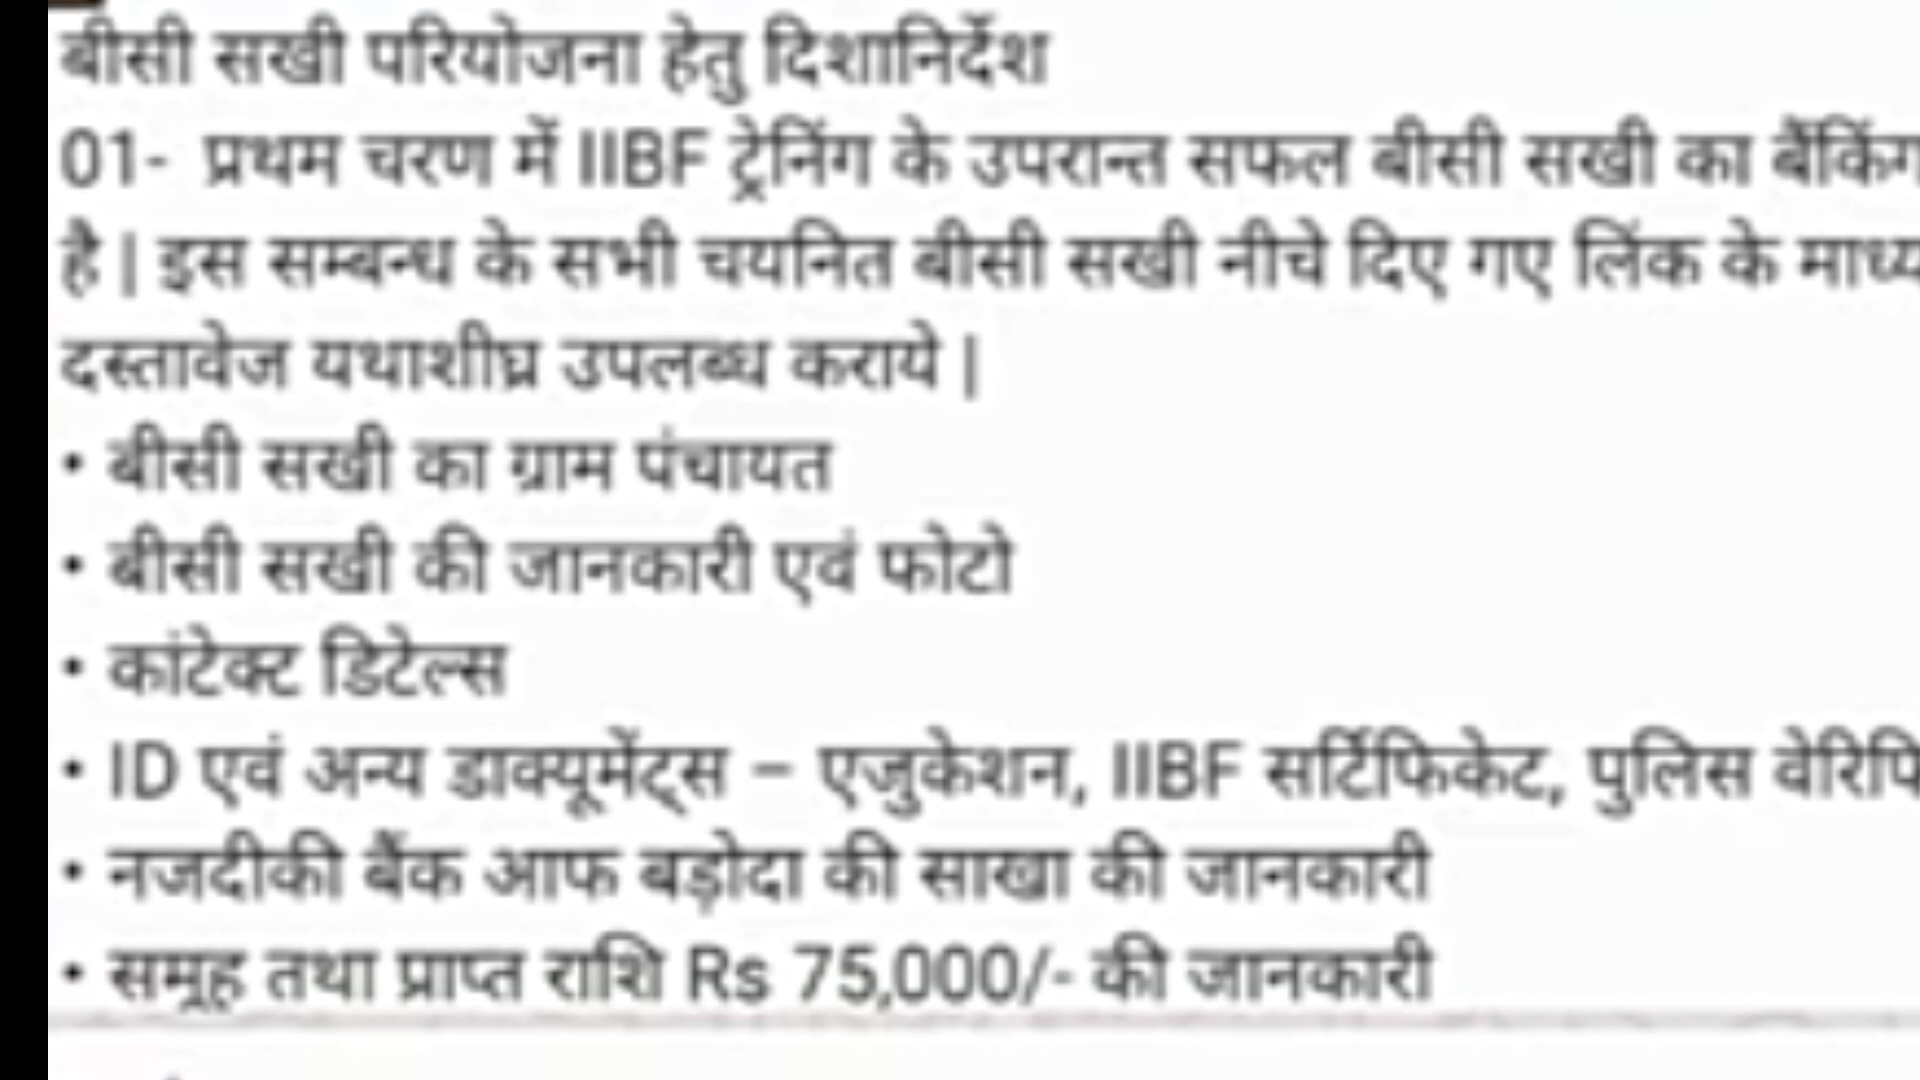 बीसी सखी परियोजना हेतु दिशानिर्देश
01- प्रथम चरण में IIBF ट्रेनिंग के उपरान्त सफल बीसी सखी का बैंकिंग
है | इस सम्बन्ध के सभी चयनित बीसी सखी नीचे दिए गए लिंक के
दस्तावेज यथाशीघ्र उपलब्ध कराये |
• बीसी सखी का ग्राम पंचायत
• बीसी सखी की जानकारी एवं फोटो
• कांटेक्ट डिटेल्स
• ID एवं अन्य डाक्यूमेंट्स – एजुकेशन, IIBF सर्टिफिकेट, पुलिस
• नजदीकी बैंक आफ बड़ोदा की साखा की जानकारी
• समूह तथा प्राप्त राशि Rs 75,000/- की जानकारी